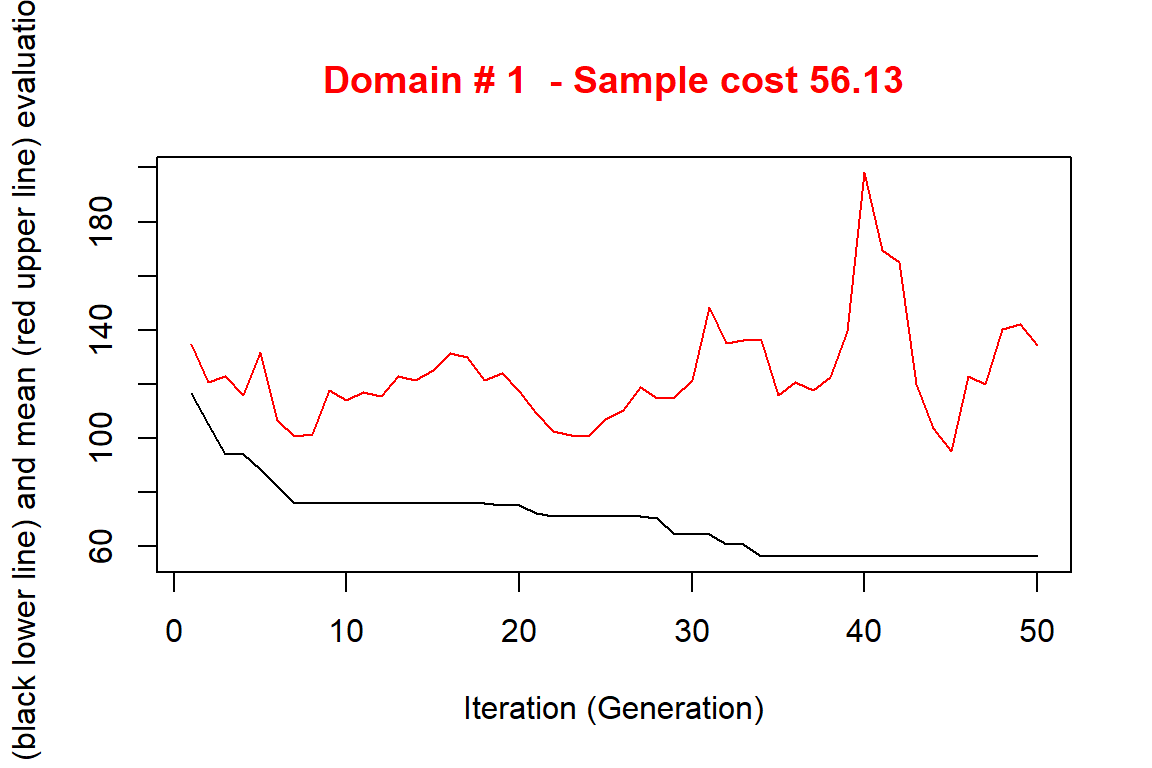 Domain # 1 - Sample cost 56.13
(black lower line) and mean (red upper line) evaluatio
180
140
100
60
0 10 20 30 40 50
Iteration (Generation)